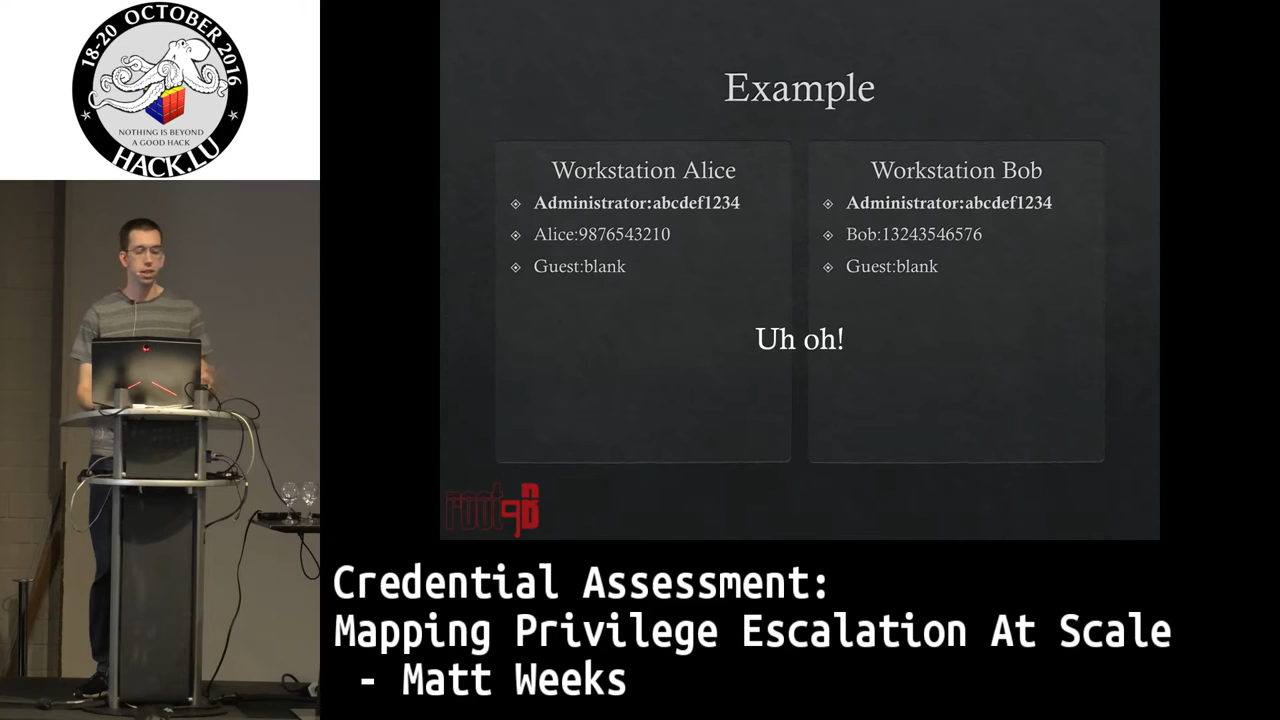 18-20 OCTOBER 2016
NOTHING IS BEYOND
A GOOD HACK
HACK.LU
Example
Workstation Alice
Administrator:abcdef1234
Alice:9876543210
Guest:blank
Workstation Bob
Administrator:abcdef1234
Bob:13243546576
Guest:blank
Uh oh!
root9B
Credential Assessment:
Mapping Privilege Escalation At Scale
- Matt Weeks